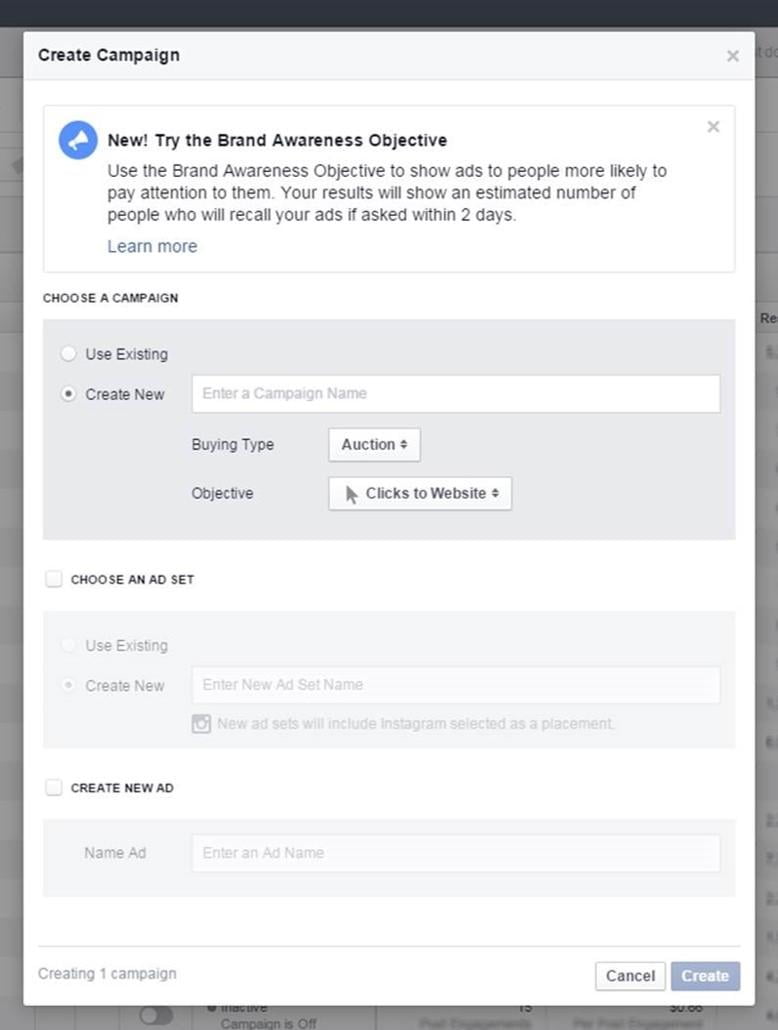 Create Campaign
New! Try the Brand Awareness Objective
Use the Brand Awareness Objective to show ads to people more likely to
pay attention to them. Your results will show an estimated number of
people who will recall your ads if asked within 2 days.
Learn more
CHOOSE A CAMPAIGN
Use Existing
Create New
Enter a Campaign Name
Buying Type
Auction
Objective
Clicks to Website
CHOOSE AN AD SET
Use Existing
Create New
Enter New Ad Set Name
New ad sets will include Instagram selected as a placement.
CREATE NEW AD
Name Ad
Enter an Ad Name
Creating 1 campaign
Cancel
Create
Inactive
Campaign is Off
15
Post Engagements
$0.66
Per Post Engagement